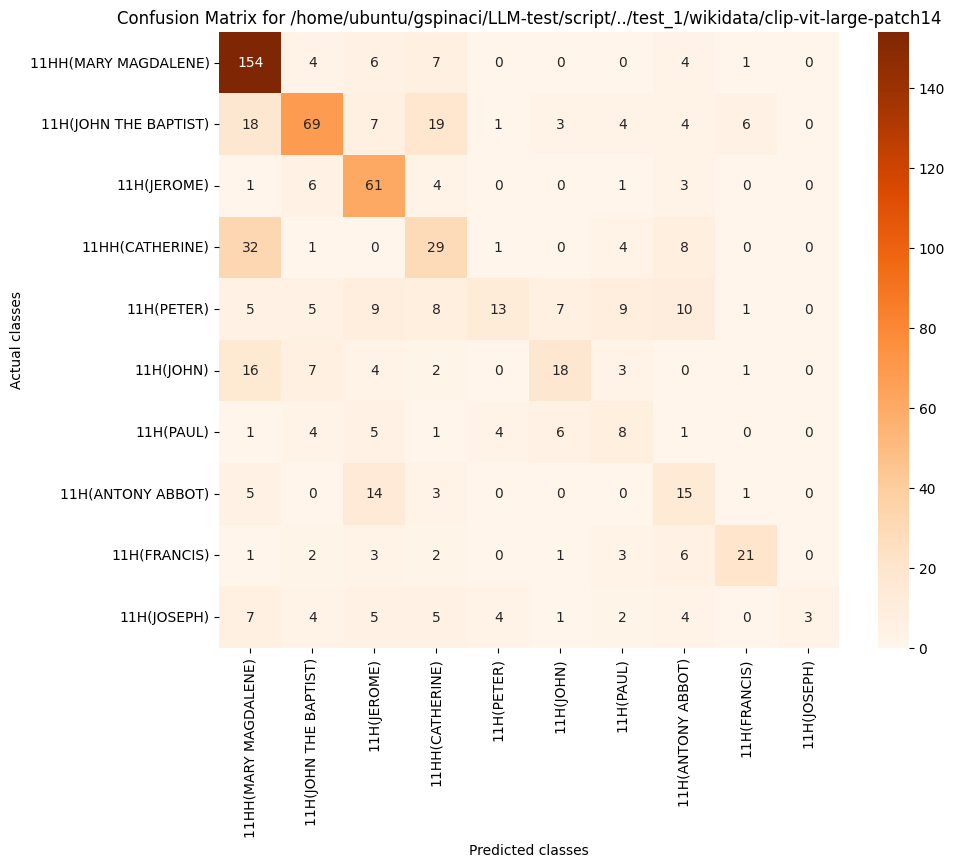 Confusion Matrix for /home/ubuntu/gspinaci/LLM-test/script/../test_1/wikidata/clip-vit-large-patch14
Actual classes
11HH(MARY MAGDALENE) 154 4 6 7 0 0 0 4 1 0
11H(JOHN THE BAPTIST) 18 69 7 19 1 3 4 4 6 0
11H(JEROME) 1 6 61 4 0 0 1 3 0 0
11HH(CATHERINE) 32 1 0 29 1 0 4 8 0 0
11H(PETER) 5 5 9 8 13 7 9 10 1 0
11H(JOHN) 16 7 4 2 0 18 3 0 1 0
11H(PAUL) 1 4 5 1 4 6 8 1 0 0
11H(ANTONY ABBOT) 5 0 14 3 0 0 0 15 1 0
11H(FRANCIS) 1 2 3 2 0 1 3 6 21 0
11H(JOSEPH) 7 4 5 5 4 1 2 4 0 3
11HH(MARY MAGDALENE)
11H(JOHN THE BAPTIST)
11H(JEROME)
11HH(CATHERINE)
11H(PETER)
11H(JOHN)
11H(PAUL)
11H(ANTONY ABBOT)
11H(FRANCIS)
11H(JOSEPH)
Predicted classes
140
120
100
80
60
40
20
0